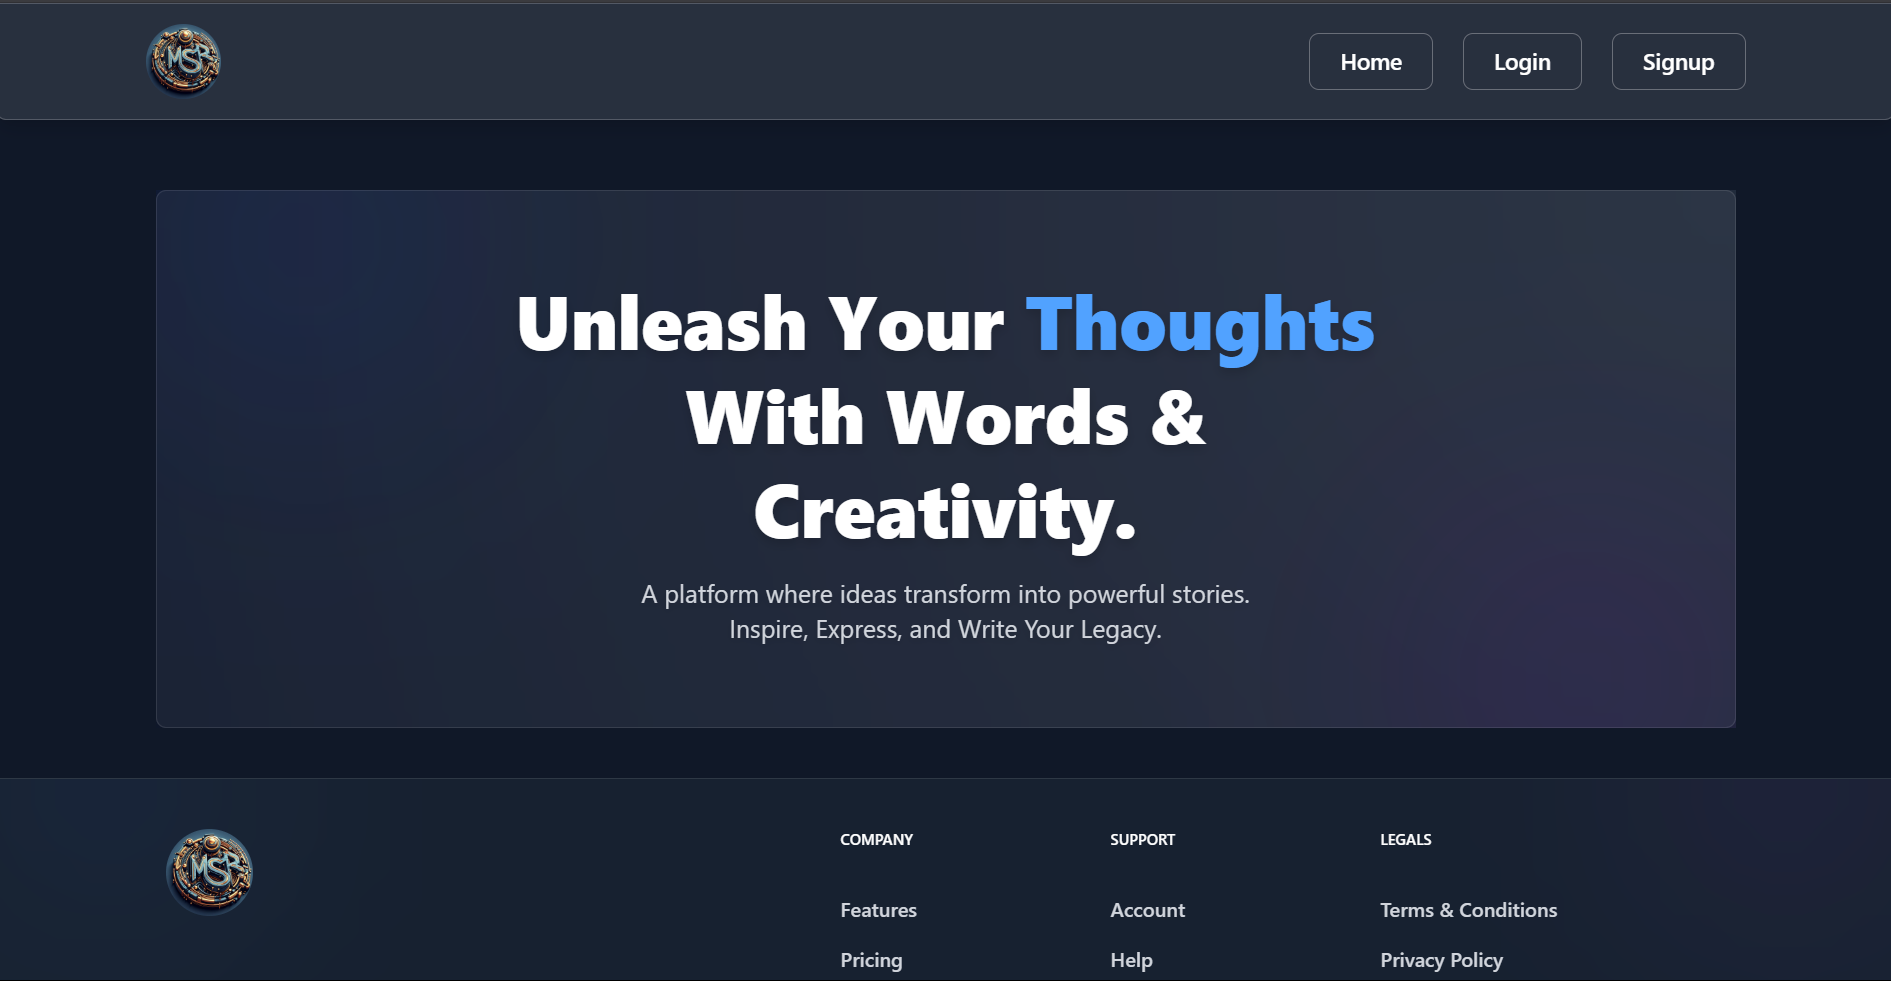 MSR
Home
Login
Signup
Unleash Your Thoughts
With Words &
Creativity.
A platform where ideas transform into powerful stories.
Inspire, Express, and Write Your Legacy.
MSR
COMPANY
SUPPORT
LEGALS
Features
Account
Terms & Conditions
Pricing
Help
Privacy Policy